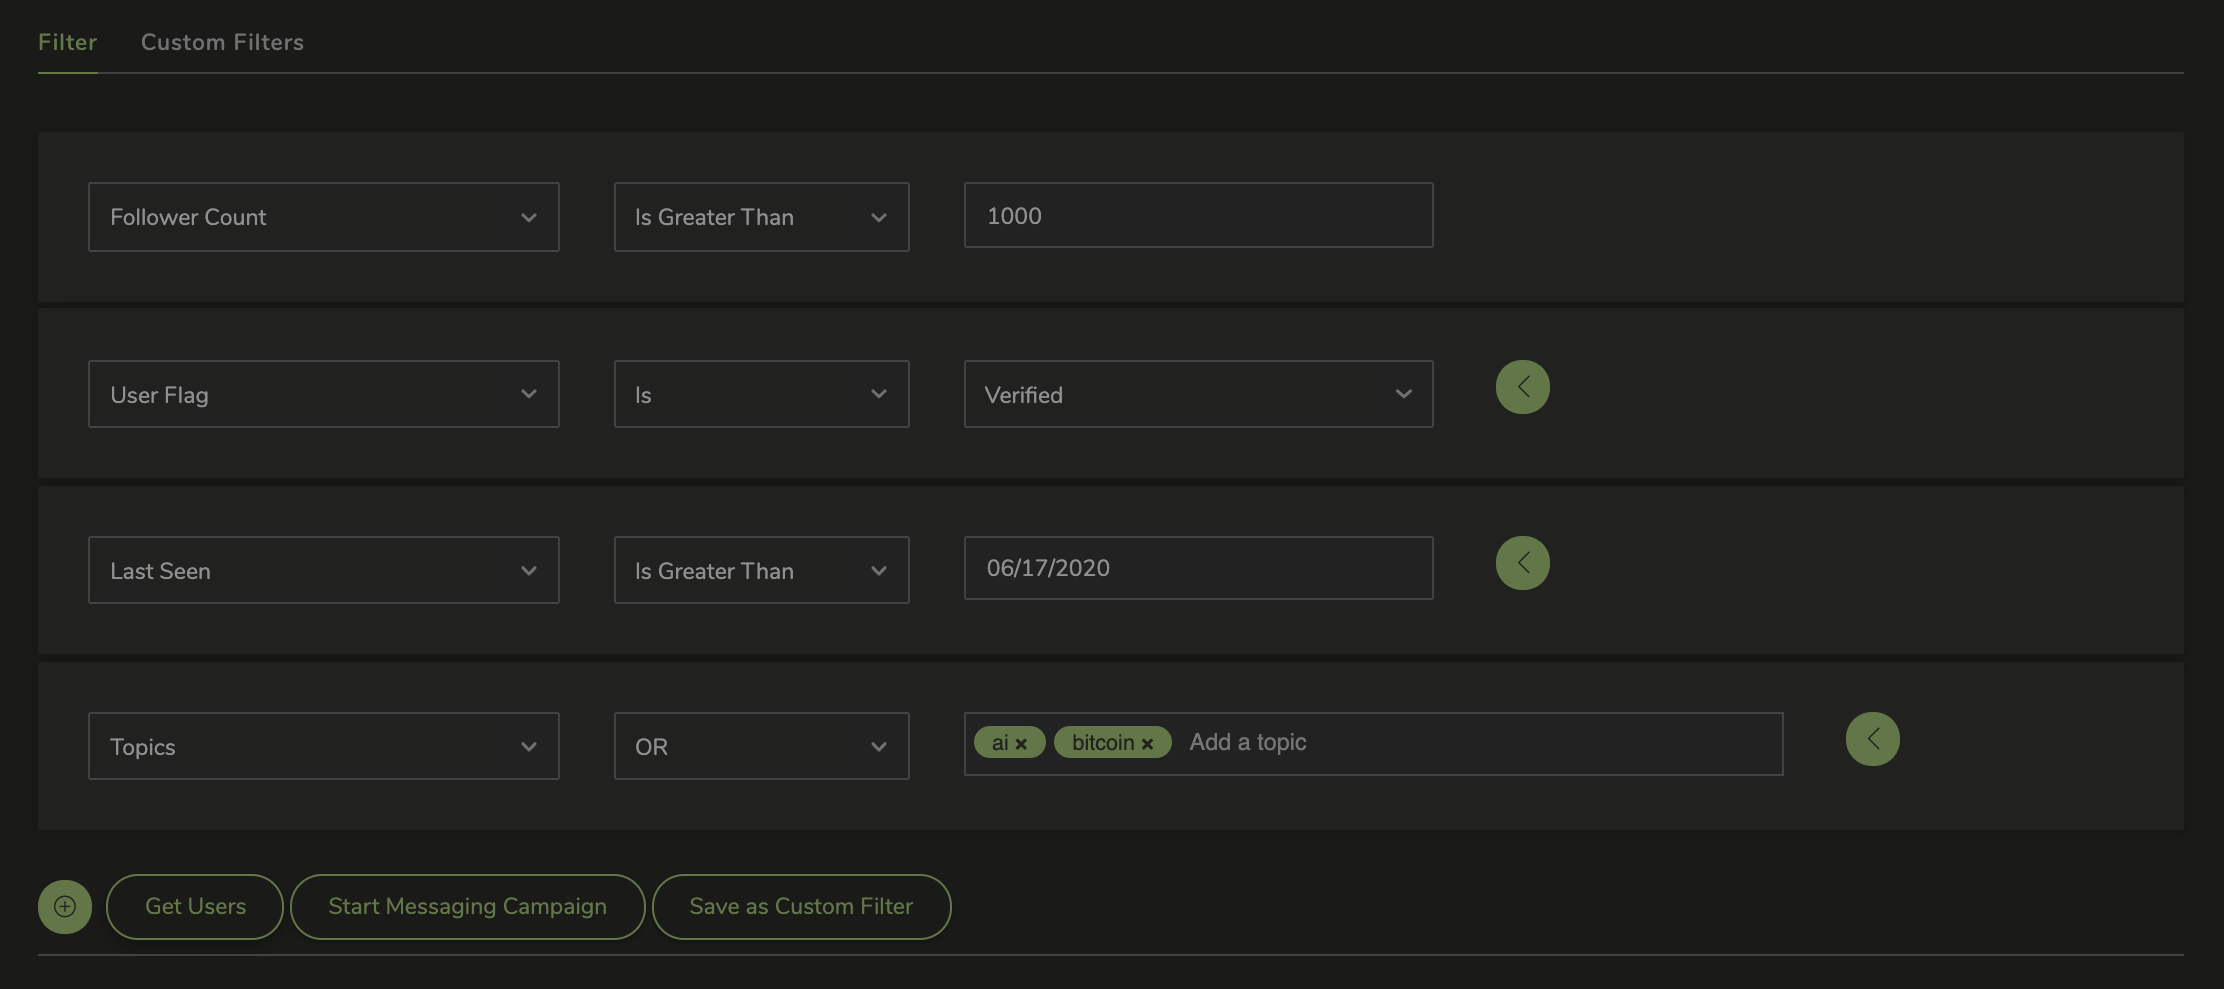 Filter Custom Filters
Follower Count Is Greater Than 1000
User Flag Is Verified
Last Seen Is Greater Than 06/17/2020
Topics OR ai × bitcoin × Add a topic
Get Users Start Messaging Campaign Save as Custom Filter